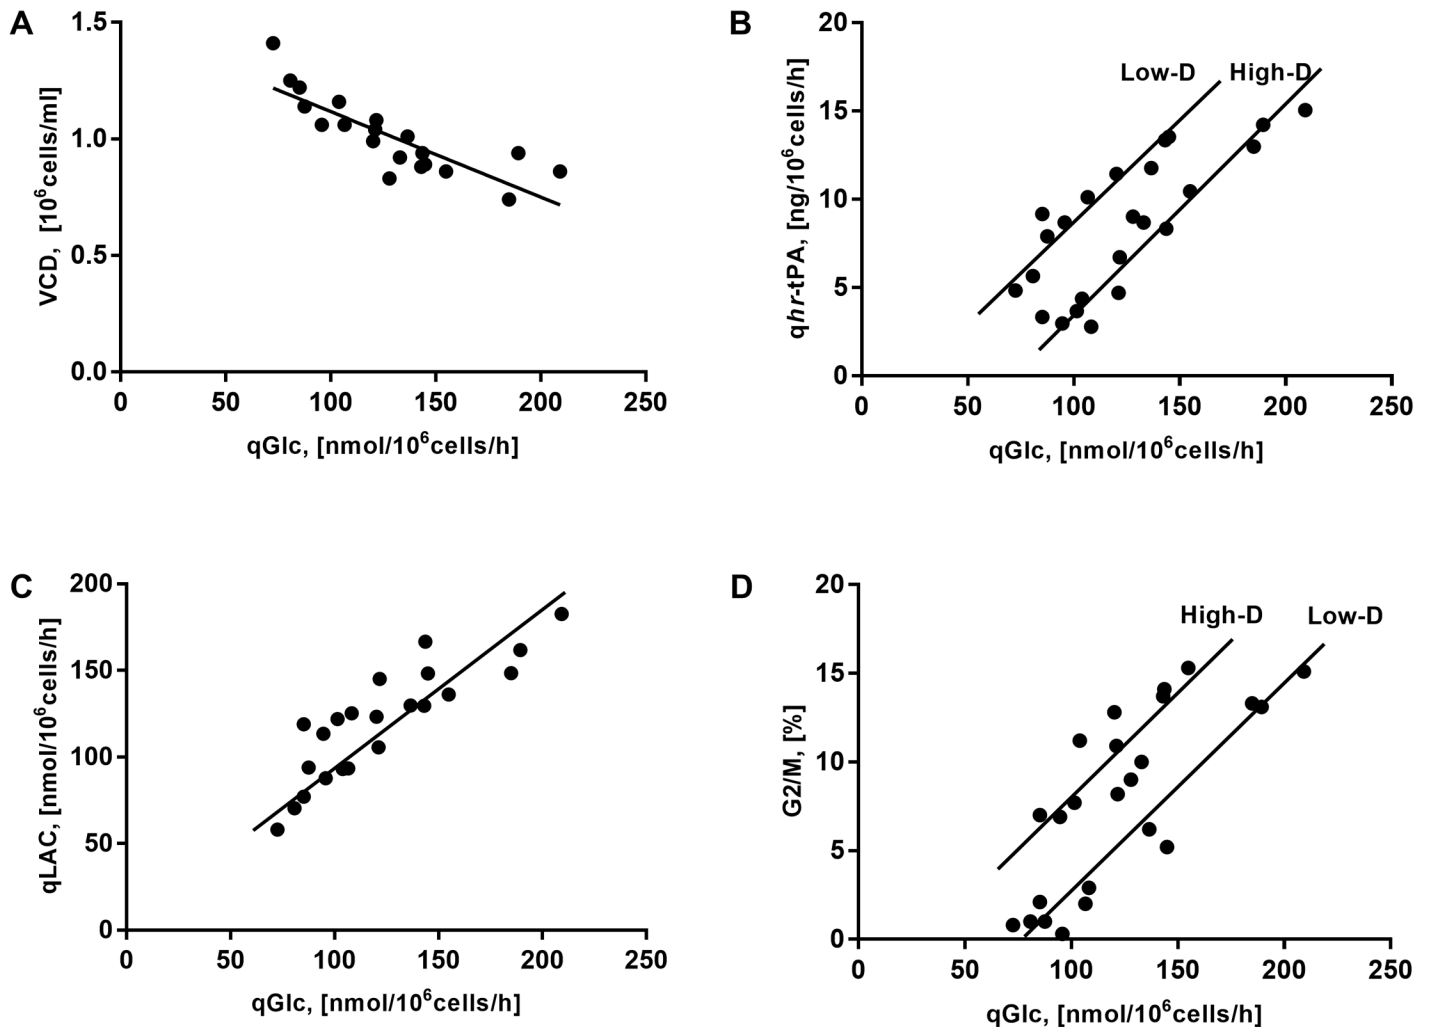 A
1.5
1.0
0.5
0.0
VCD, [10⁶cells/ml]
0 50 100 150 200 250
qGlc, [nmol/10⁶cells/h]
B
20
15
10
5
0
qhr-tPA, [ng/10⁶cells/h]
Low-D High-D
0 50 100 150 200 250
qGlc, [nmol/10⁶cells/h]
C
200
150
100
50
0
qLAC, [nmol/10⁶cells/h]
0 50 100 150 200 250
qGlc, [nmol/10⁶cells/h]
D
20
15
10
5
0
G2/M, [%]
High-D Low-D
0 50 100 150 200 250
qGlc, [nmol/10⁶cells/h]